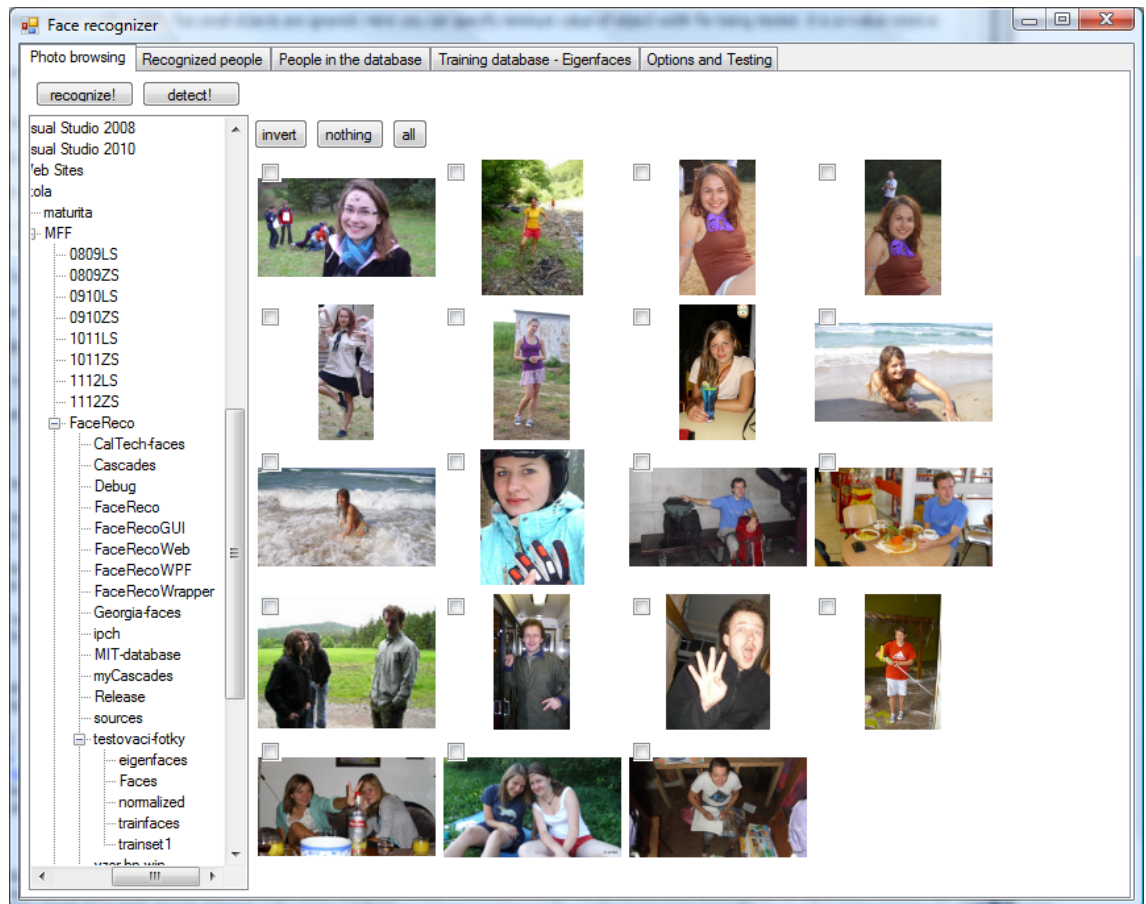 Face recognizer
Photo browsing
Recognized people
People in the database
Training database - Eigenfaces
Options and Testing
recognize!
detect!
invert
nothing
all
sual Studio 2008
sual Studio 2010
eb Sites
ola
maturita
MFF
0809LS
0809ZS
0910LS
0910ZS
1011LS
1011ZS
1112LS
1112ZS
FaceReco
CalTech-faces
Cascades
Debug
FaceReco
FaceRecoGUI
FaceRecoWeb
FaceRecoWPF
FaceRecoWrapper
Georgia-faces
ipch
MIT-database
myCascades
Release
sources
testovaci-fotky
eigenfaces
Faces
normalized
trainfaces
trainset1